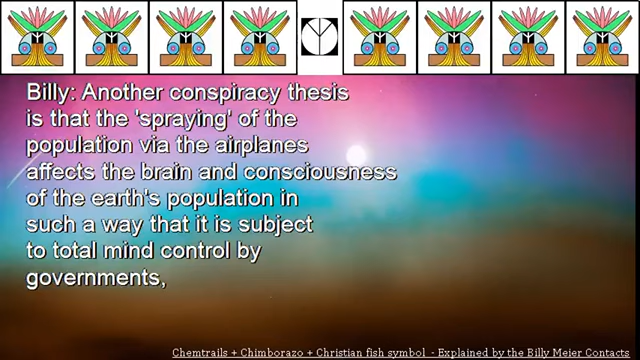 Billy: Another conspiracy thesis
is that the 'spraying' of the
population via the airplanes
affects the brain and consciousness
of the earth's population in
such a way that it is subject
to total mind control by
governments,
Chemtrails + Chimborazo + Christian fish symbol - Explained by the Billy Meier Contacts